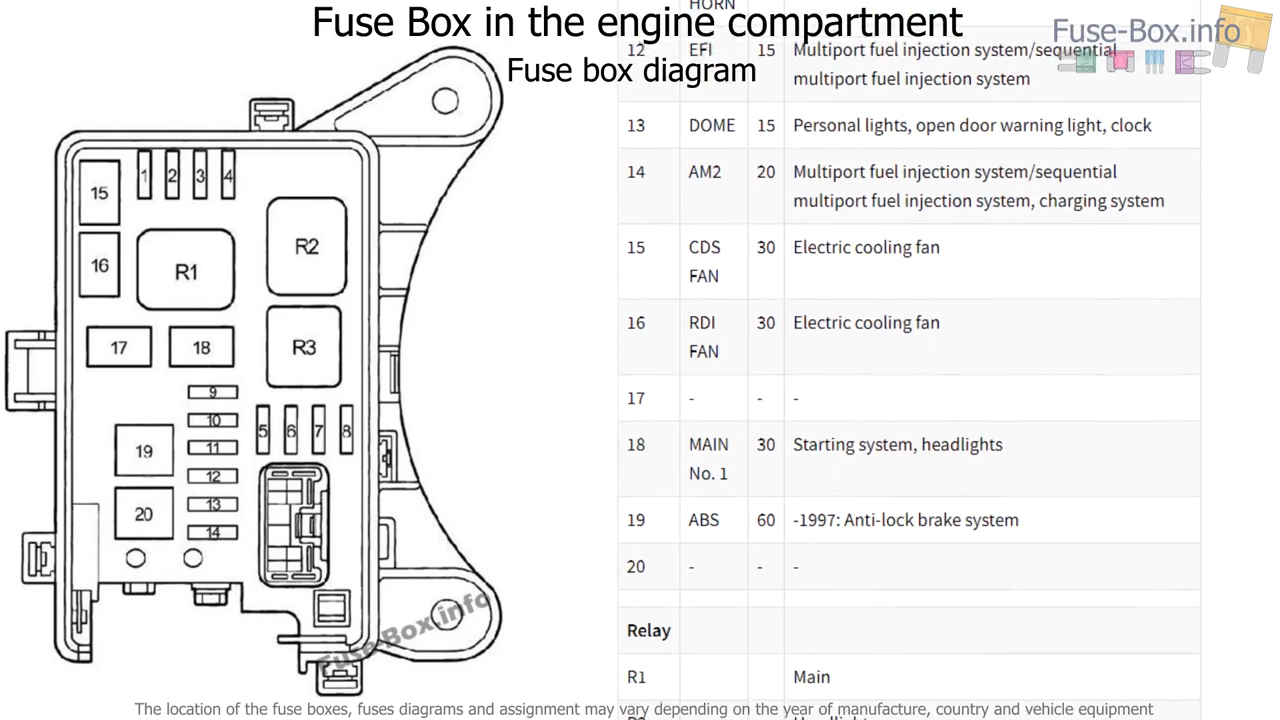 Fuse Box in the engine compartment
Fuse box diagram
Fuse-Box.info
HORN
12 EFI 15 Multiport fuel injection system/sequential
multiport fuel injection system
13 DOME 15 Personal lights, open door warning light, clock
14 AM2 20 Multiport fuel injection system/sequential
multiport fuel injection system, charging system
15 CDS 30 Electric cooling fan
FAN
16 RDI 30 Electric cooling fan
FAN
17 - - -
18 MAIN 30 Starting system, headlights
No. 1
19 ABS 60 -1997: Anti-lock brake system
20 - - -
Relay
R1 Main
15
1 2 3 4
16
R1
R2
17 18
R3
9
10
5 6 7 8
11
19
12
13
20
14
Fuse-Box.info
The location of the fuse boxes, fuses diagrams and assignment may vary depending on the year of manufacture, country and vehicle equipment